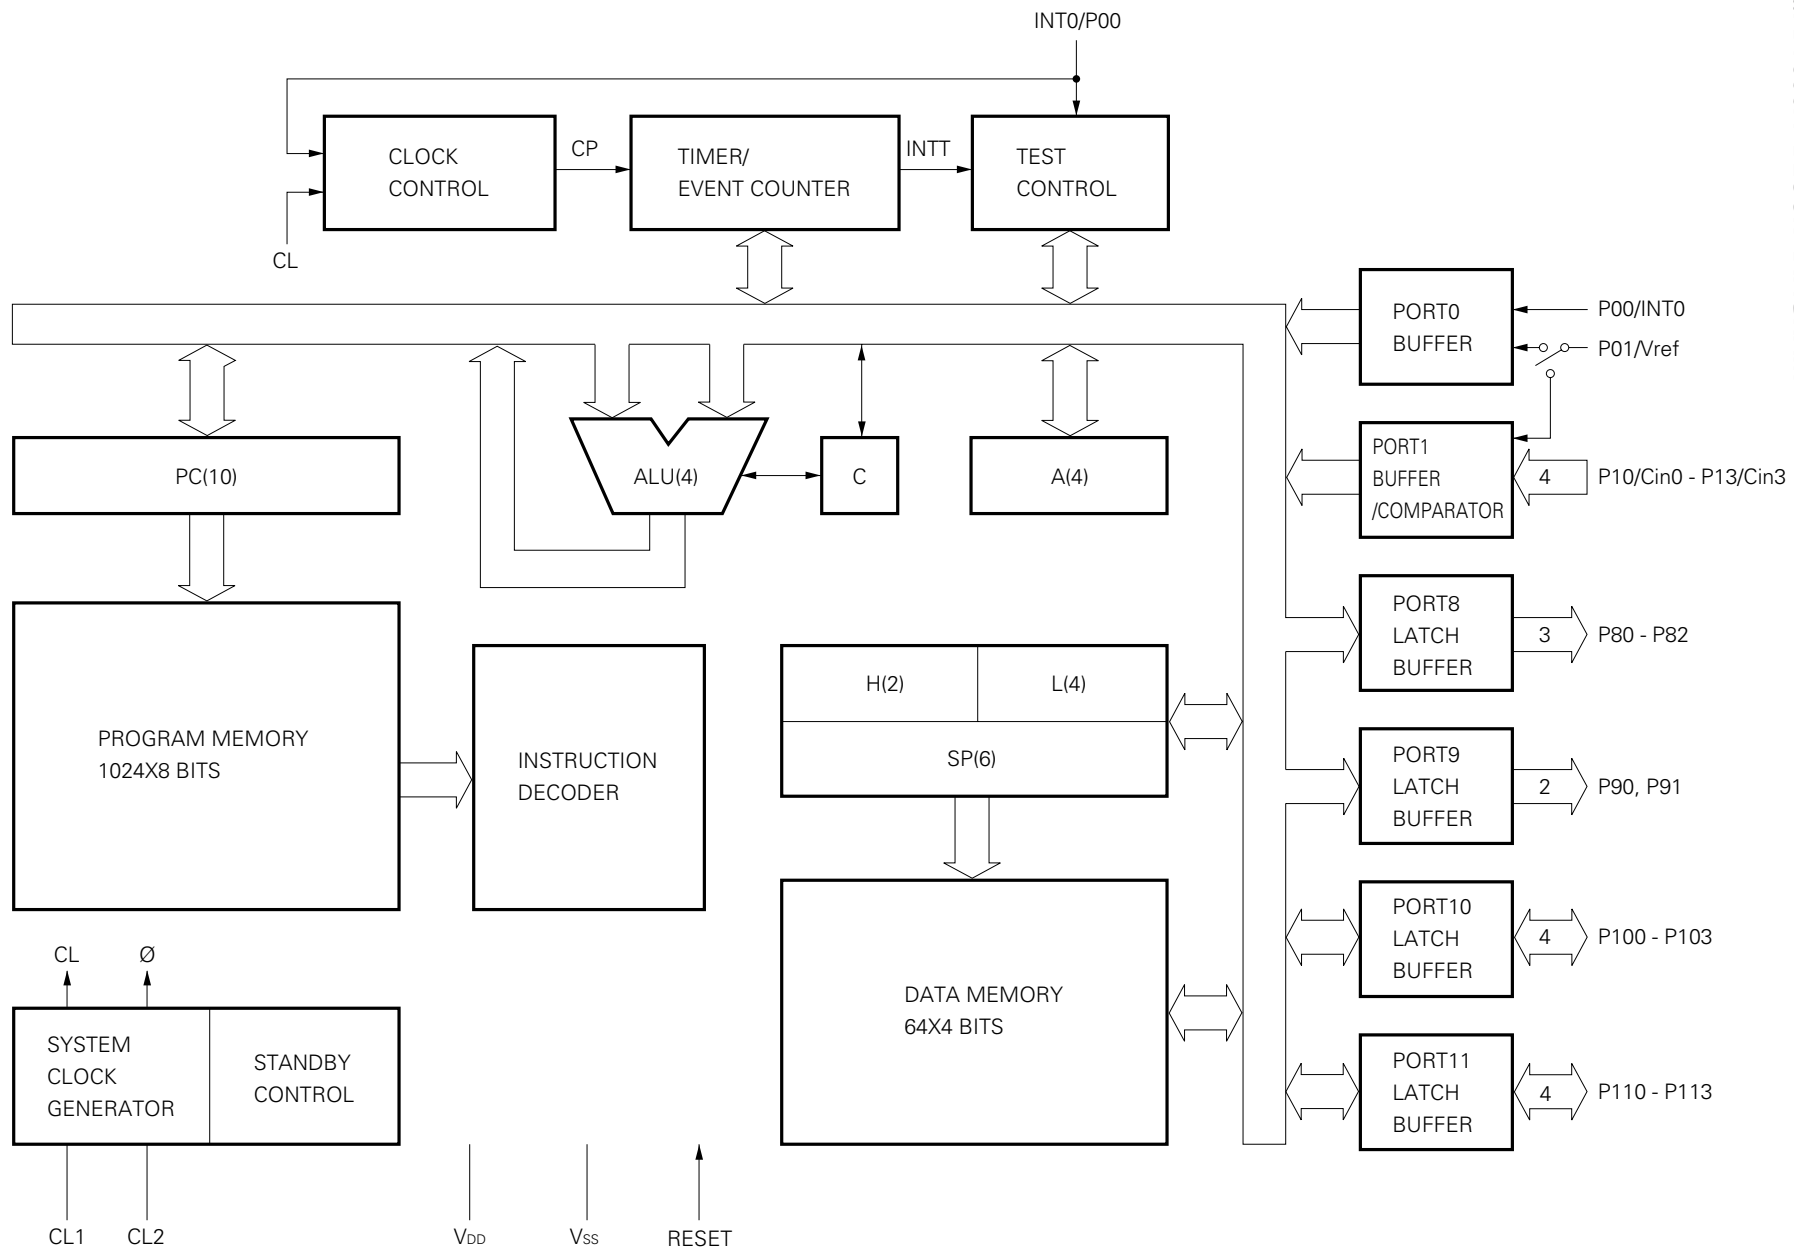 INT0/P00
CLOCK
CONTROL
CP
TIMER/
EVENT COUNTER
INTT
TEST
CONTROL
CL
PORT0
BUFFER
P00/INT0
P01/Vref
PC(10)
ALU(4)
C
A(4)
PORT1
BUFFER
/COMPARATOR
4
P10/Cin0 - P13/Cin3
PROGRAM MEMORY
1024X8 BITS
INSTRUCTION
DECODER
H(2)
L(4)
SP(6)
PORT8
LATCH
BUFFER
3
P80 - P82
PORT9
LATCH
BUFFER
2
P90, P91
DATA MEMORY
64X4 BITS
PORT10
LATCH
BUFFER
4
P100 - P103
PORT11
LATCH
BUFFER
4
P110 - P113
CL
Ø
SYSTEM
CLOCK
GENERATOR
STANDBY
CONTROL
CL1
CL2
VDD
VSS
RESET